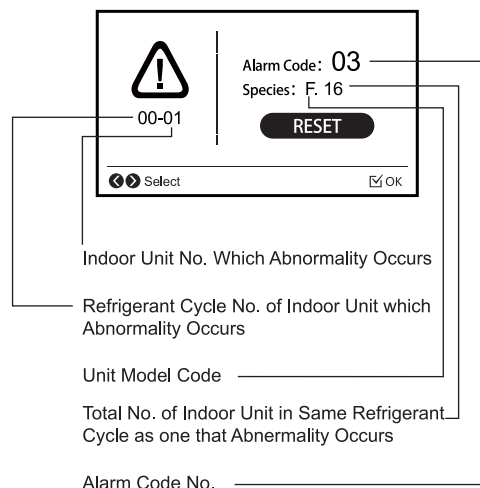 Alarm Code: 03
Species: F. 16
00-01
RESET
Select
OK
Indoor Unit No. Which Abnormality Occurs
Refrigerant Cycle No. of Indoor Unit which
Abnormality Occurs
Unit Model Code
Total No. of Indoor Unit in Same Refrigerant
Cycle as one that Abnermality Occurs
Alarm Code No.